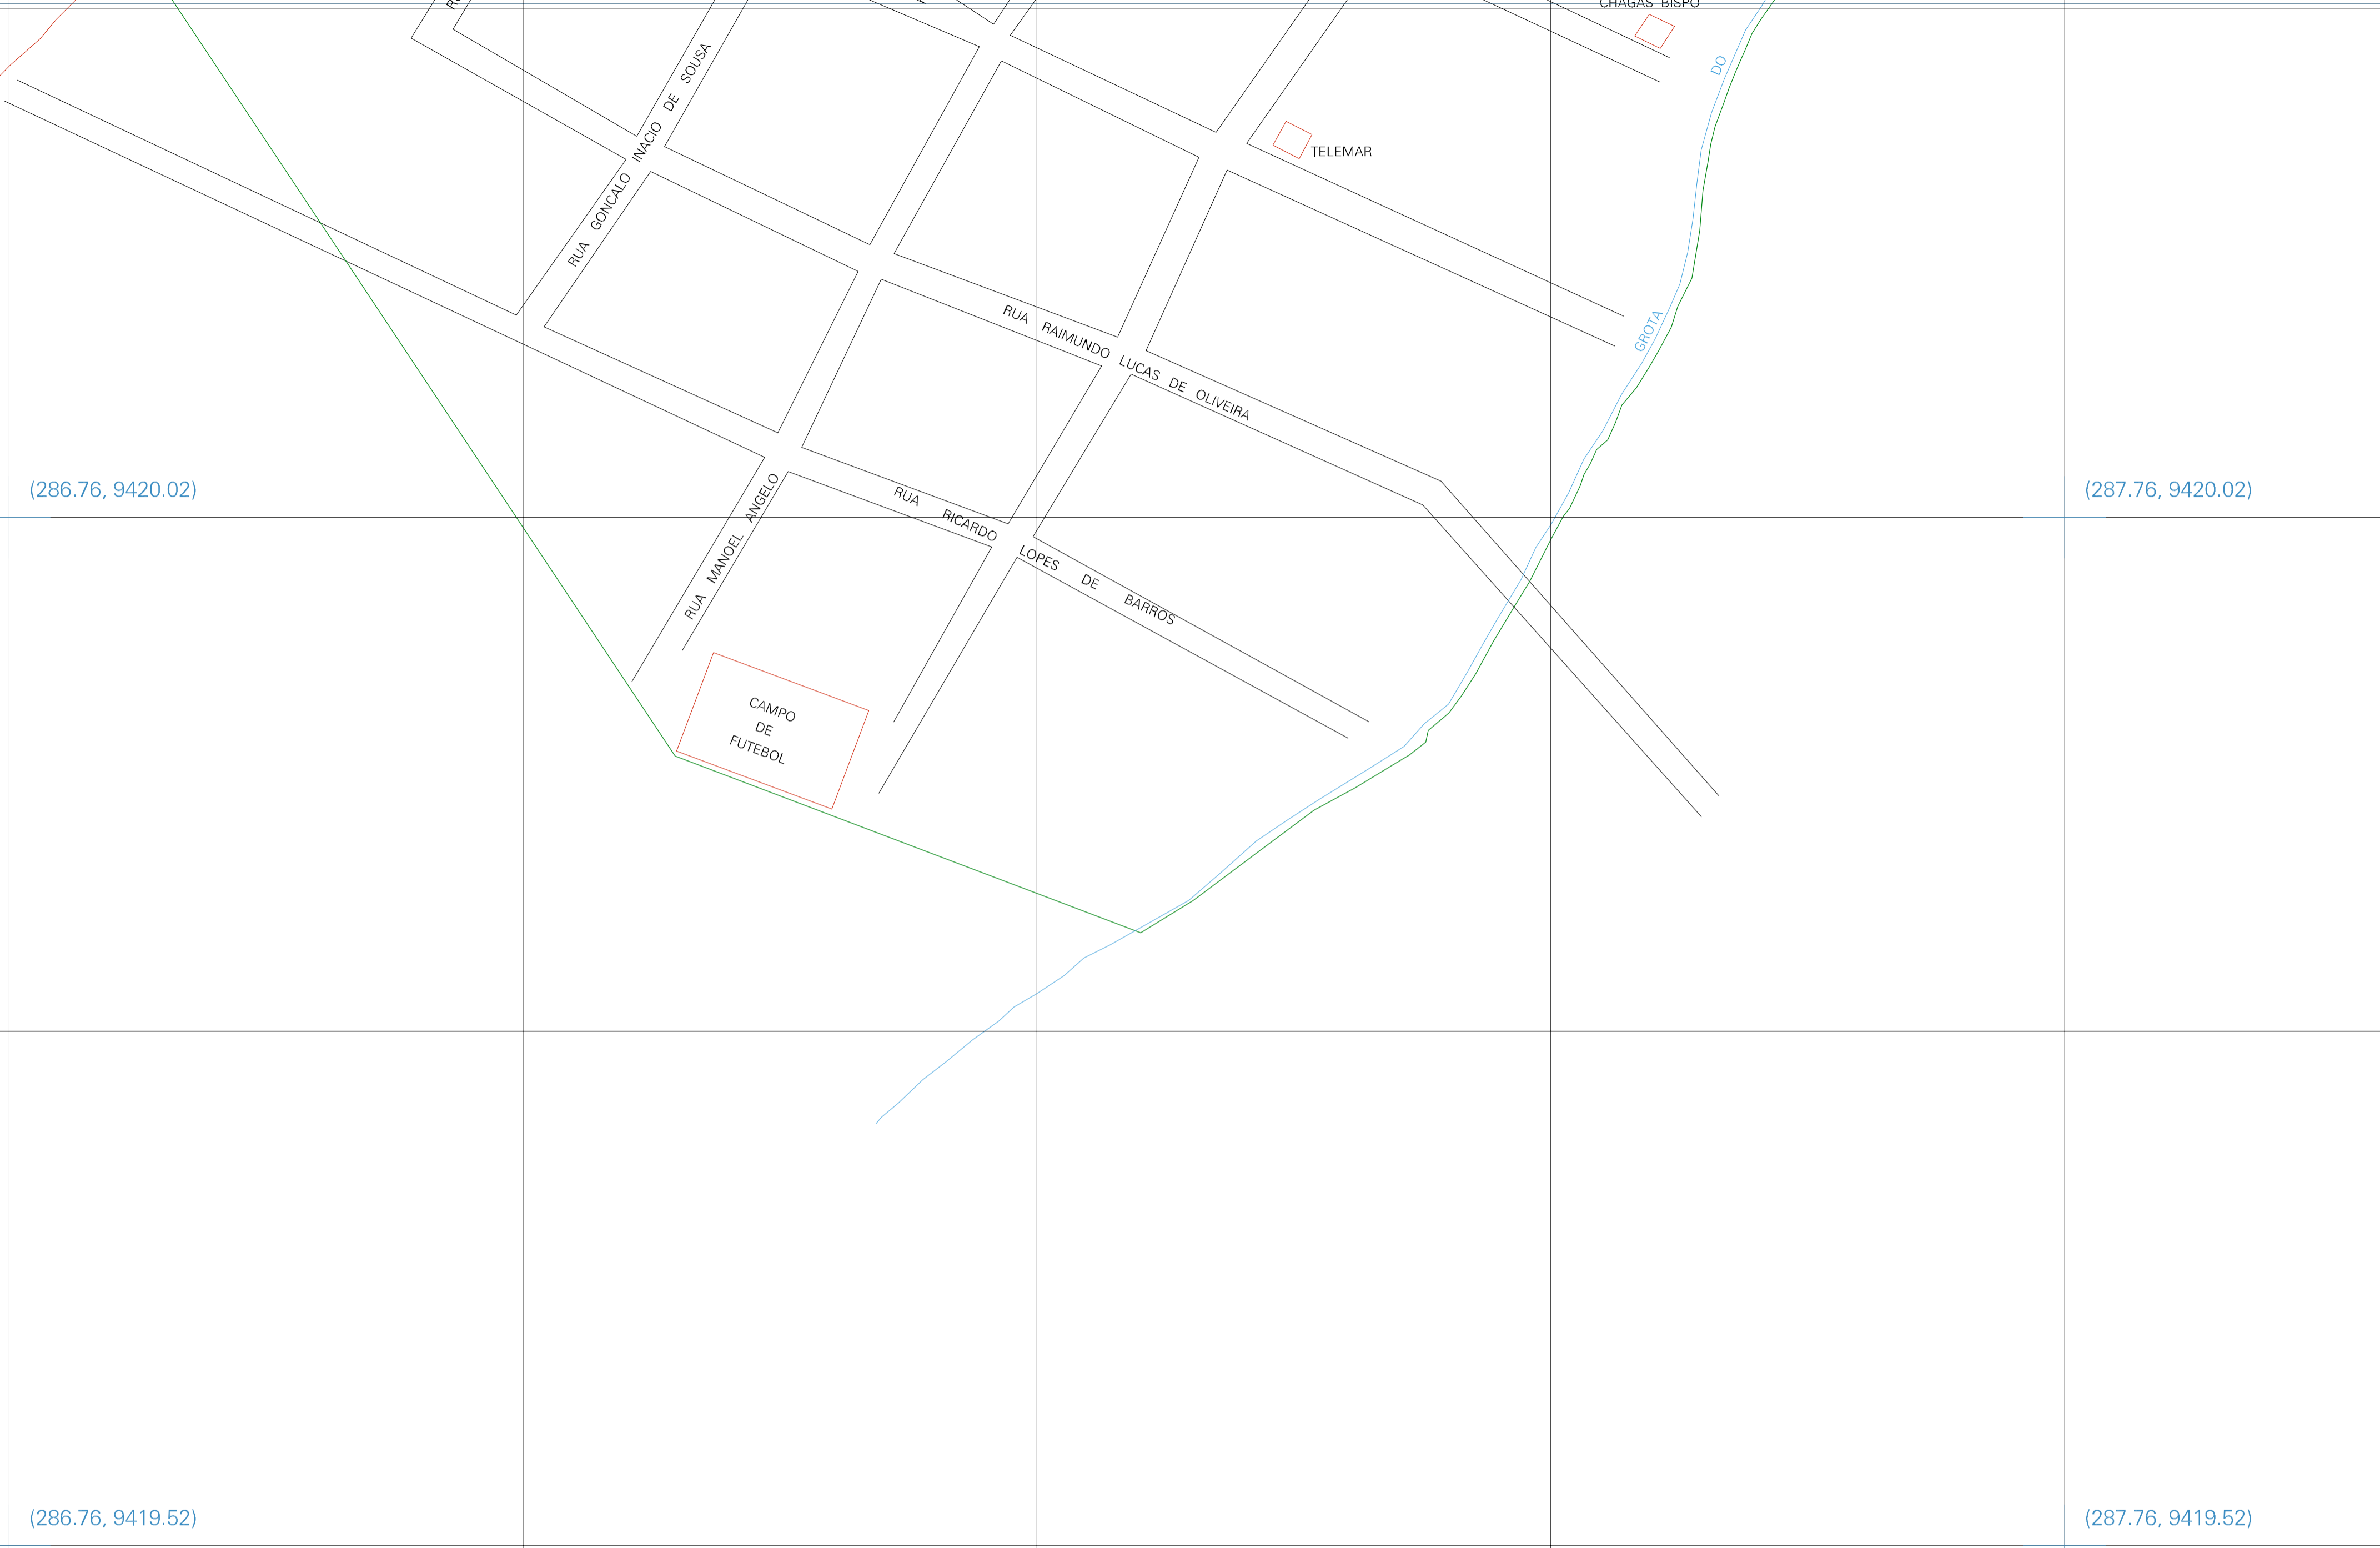 CHAGAS BISPO
DO
RUA GONCALO INACIO DE SOUSA
TELEMAR
GROTA
RUA RAIMUNDO LUCAS DE OLIVEIRA
(286.76, 9420.02)
(287.76, 9420.02)
RUA MANOEL ANGELO
RUA RICARDO LOPES DE BARROS
CAMPO
DE
FUTEBOL
(286.76, 9419.52)
(287.76, 9419.52)